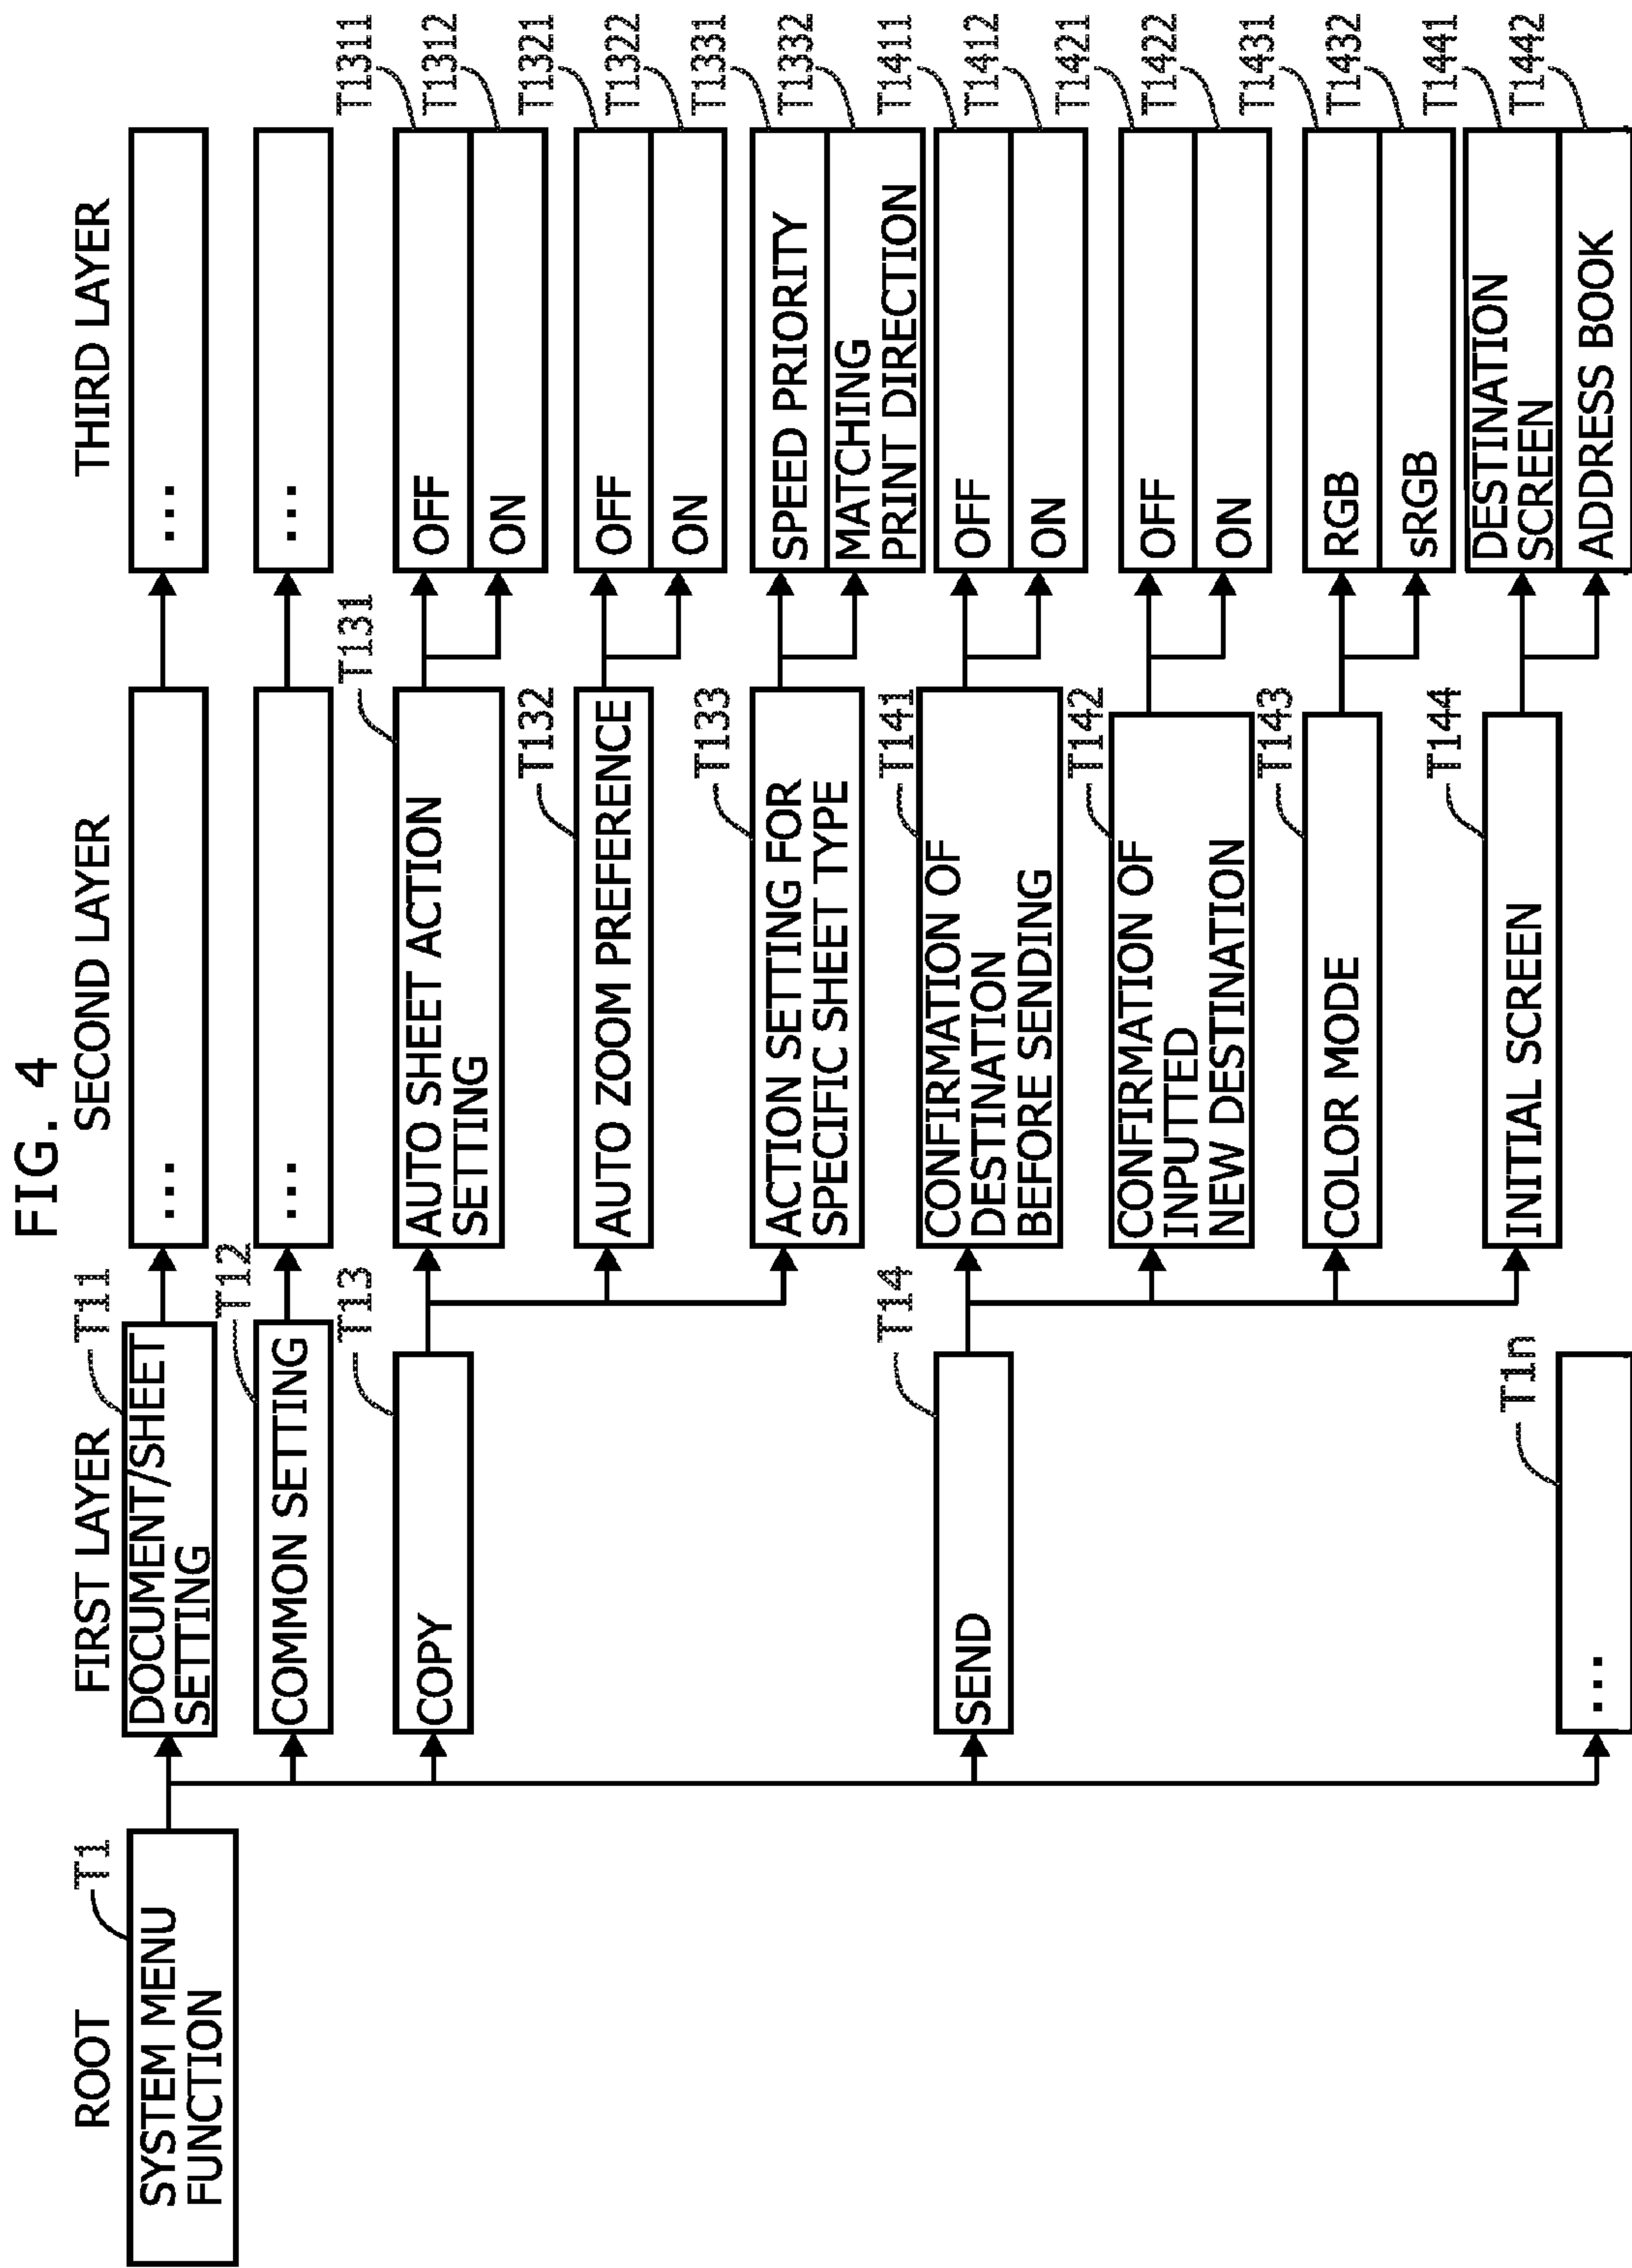 FIG. 4
ROOT
FIRST LAYER
SECOND LAYER
THIRD LAYER
T1
SYSTEM MENU
FUNCTION
T11
DOCUMENT/SHEET
SETTING
...
...
T12
COMMON SETTING
...
...
T13
COPY
T131
AUTO SHEET ACTION
SETTING
OFF
T1311
ON
T1312
T132
AUTO ZOOM PREFERENCE
OFF
T1321
ON
T1322
T133
ACTION SETTING FOR
SPECIFIC SHEET TYPE
SPEED PRIORITY
T1331
MATCHING
PRINT DIRECTION
T1332
T14
SEND
T141
CONFIRMATION OF
DESTINATION
BEFORE SENDING
OFF
T1411
ON
T1412
T142
CONFIRMATION OF
INPUTTED
NEW DESTINATION
OFF
T1421
ON
T1422
T143
COLOR MODE
RGB
T1431
sRGB
T1432
T144
INITIAL SCREEN
DESTINATION
SCREEN
T1441
ADDRESS BOOK
T1442
T1n
...